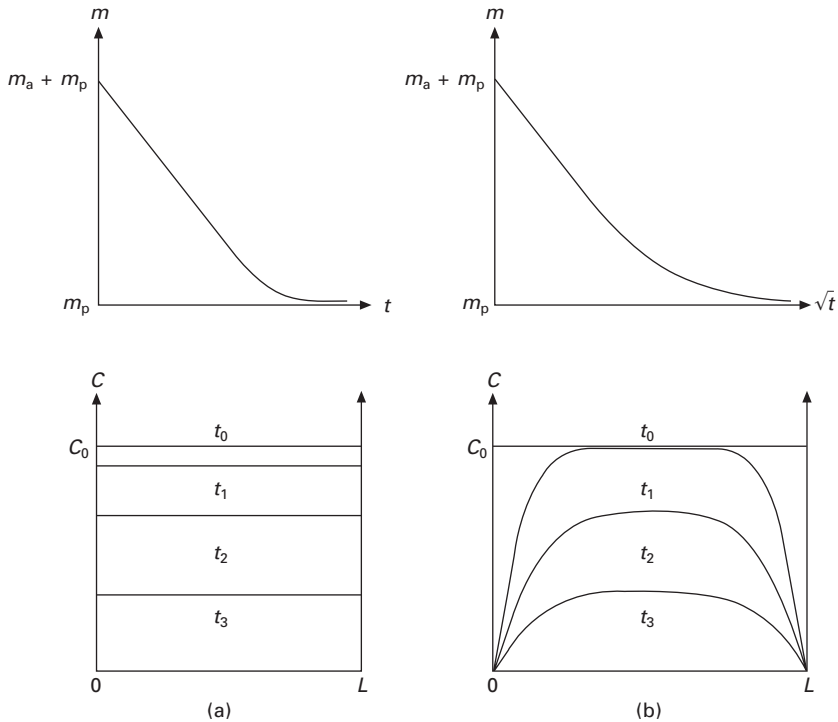 m
m
mₐ + mₚ
mₐ + mₚ
mₚ
t
mₚ
√t
C
C
C₀
t₀
C₀
t₀
t₁
t₁
t₂
t₂
t₃
t₃
0
L
0
L
(a)
(b)